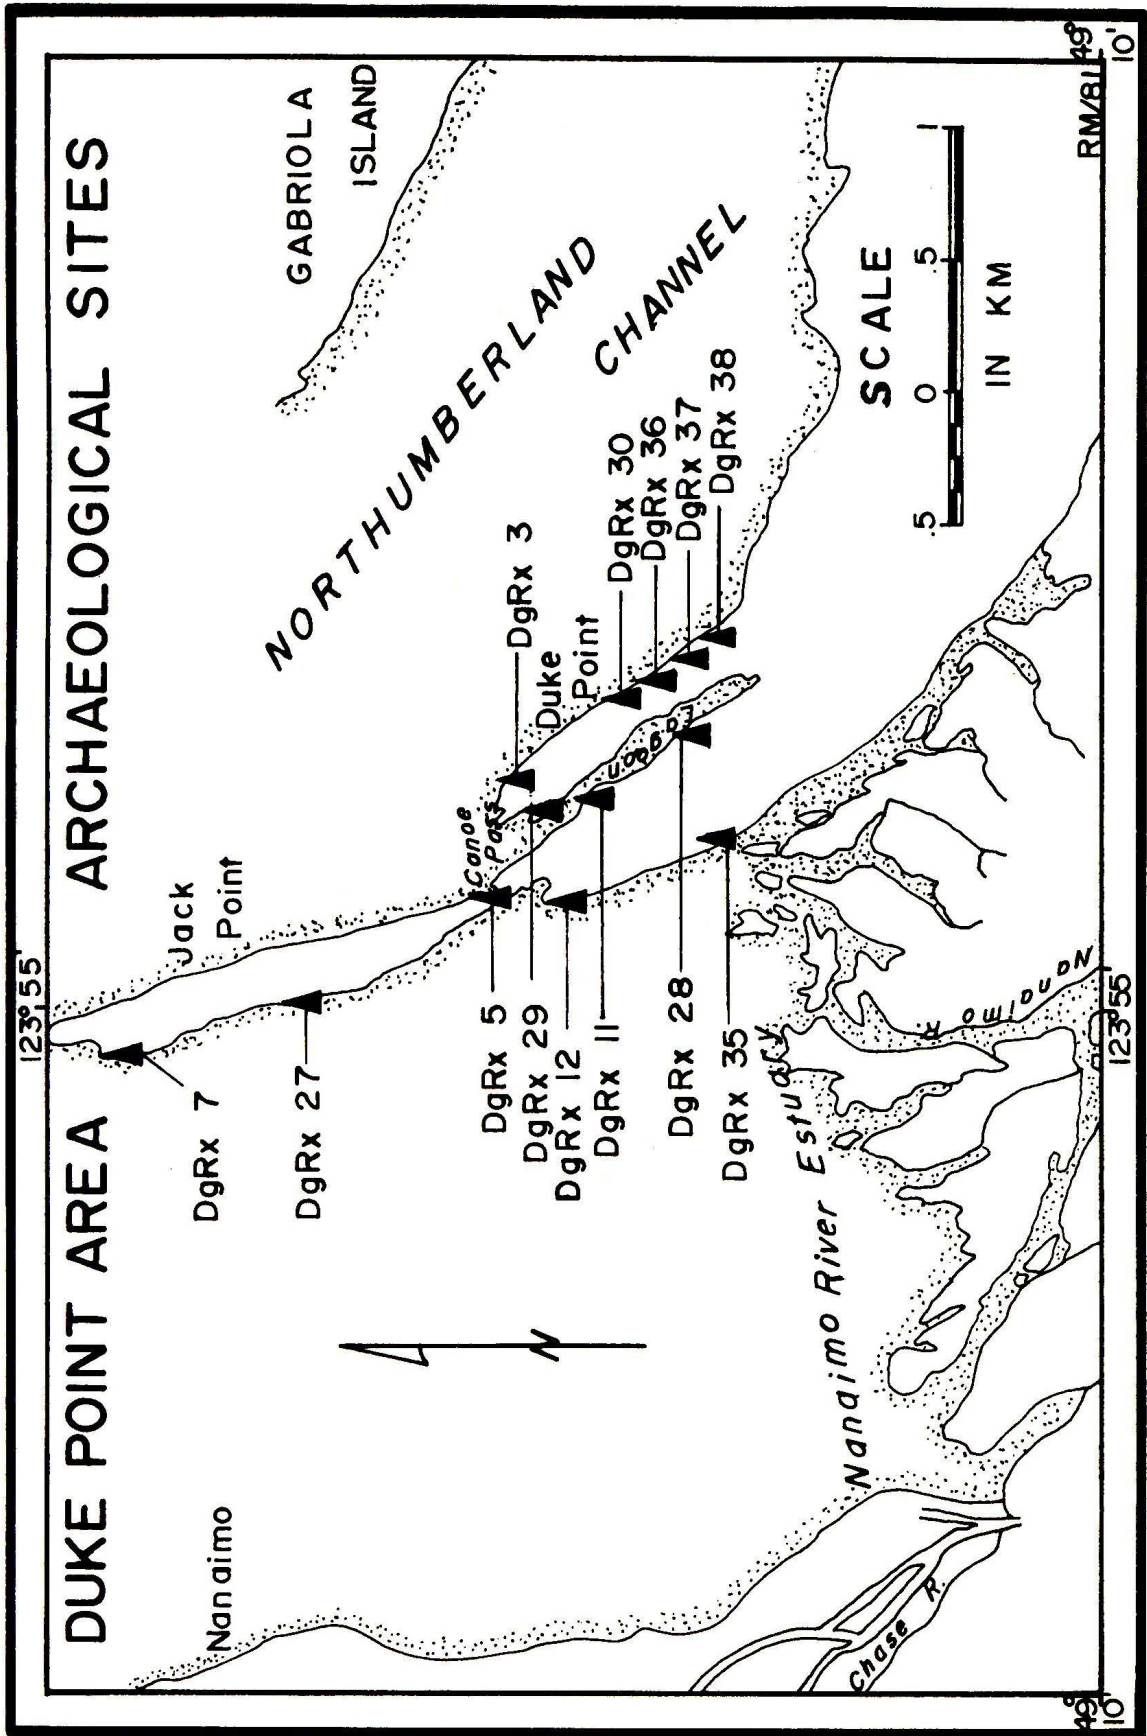 DUKE POINT AREA ARCHAEOLOGICAL SITES
123° 55'
Nanaimo
DgRx 7
DgRx 27
Jack
Point
GABRIOLA
ISLAND
NORTHUMBERLAND
CHANNEL
Canoe
Pass
DgRx 3
Duke
Point
DgRx 5
DgRx 29
DgRx 12
DgRx 11
DgRx 28
DgRx 35
Lagoon
DgRx 30
DgRx 36
DgRx 37
DgRx 38
N
Nanaimo River Estuary
Nanaimo R
Chase R
SCALE
.5 0 .5 1
IN KM
RM/81
49°
10'
123° 55'
49°
10'